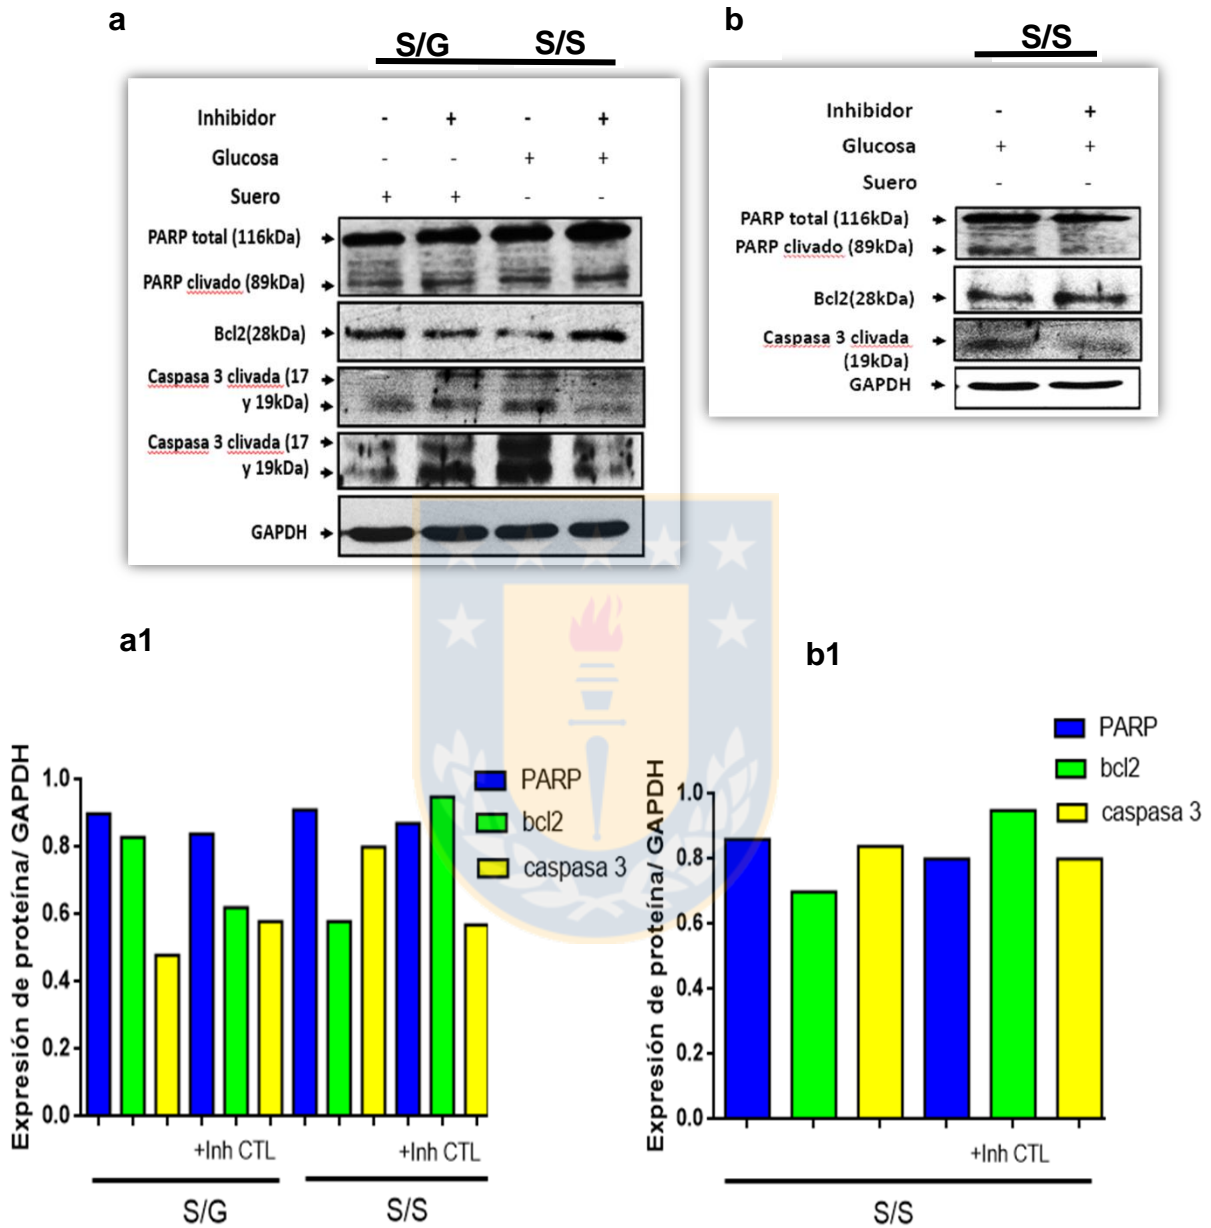 a
S/G S/S
Inhibidor - + - +
Glucosa - - + +
Suero + + - -
PARP total (116kDa)
PARP clivado (89kDa)
Bcl2(28kDa)
Caspasa 3 clivada (17
y 19kDa)
Caspasa 3 clivada (17
y 19kDa)
GAPDH
b
S/S
Inhibidor - +
Glucosa + +
Suero - -
PARP total (116kDa)
PARP clivado (89kDa)
Bcl2(28kDa)
Caspasa 3 clivada
(19kDa)
GAPDH
a1
Expresión de proteína/ GAPDH
1.0
0.8
0.6
0.4
0.2
0.0
PARP
bcl2
caspasa 3
+Inh CTL +Inh CTL
S/G S/S
b1
Expresión de proteína/ GAPDH
1.0
0.8
0.6
0.4
0.2
0.0
PARP
bcl2
caspasa 3
+Inh CTL
S/S